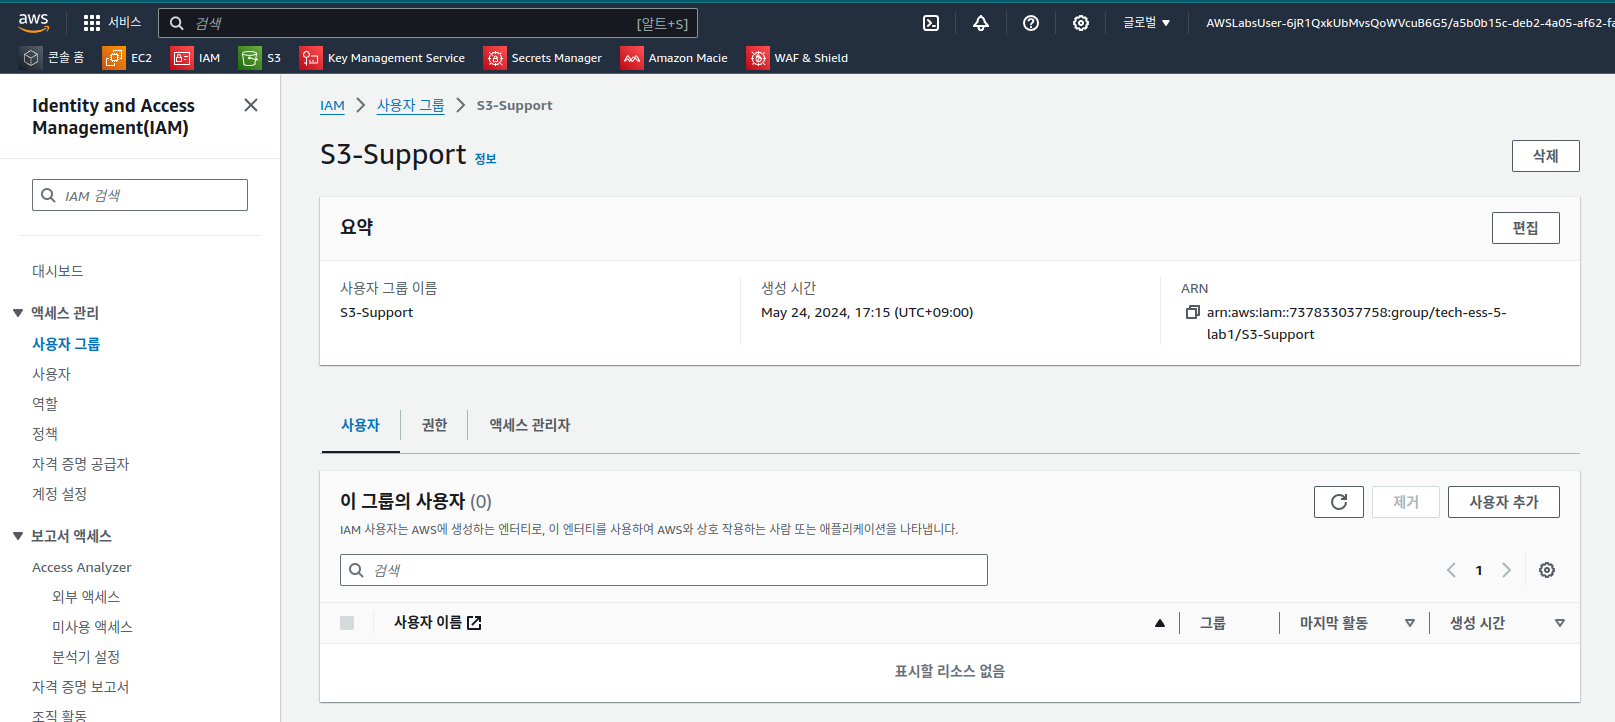 aws
서비스
검색
[알트+S]
글로벌
AWSLabsUser-6jR1QxkUbMvsQoWVcuB6G5/a5b0b15c-deb2-4a05-af62-fa
콘솔 홈
EC2
IAM
S3
Key Management Service
Secrets Manager
Amazon Macie
WAF & Shield
Identity and Access
Management(IAM)
IAM 검색
대시보드
액세스 관리
사용자 그룹
사용자
역할
정책
자격 증명 공급자
계정 설정
보고서 액세스
Access Analyzer
외부 액세스
미사용 액세스
분석기 설정
자격 증명 보고서
조직 활동
IAM
사용자 그룹
S3-Support
S3-Support 정보
삭제
요약
편집
사용자 그룹 이름
S3-Support
생성 시간
May 24, 2024, 17:15 (UTC+09:00)
ARN
arn:aws:iam::737833037758:group/tech-ess-5-
lab1/S3-Support
사용자
권한
액세스 관리자
이 그룹의 사용자 (0)
제거
사용자 추가
IAM 사용자는 AWS에 생성하는 엔터티로, 이 엔터티를 사용하여 AWS와 상호 작용하는 사람 또는 애플리케이션을 나타냅니다.
검색
1
사용자 이름
그룹
마지막 활동
생성 시간
표시할 리소스 없음